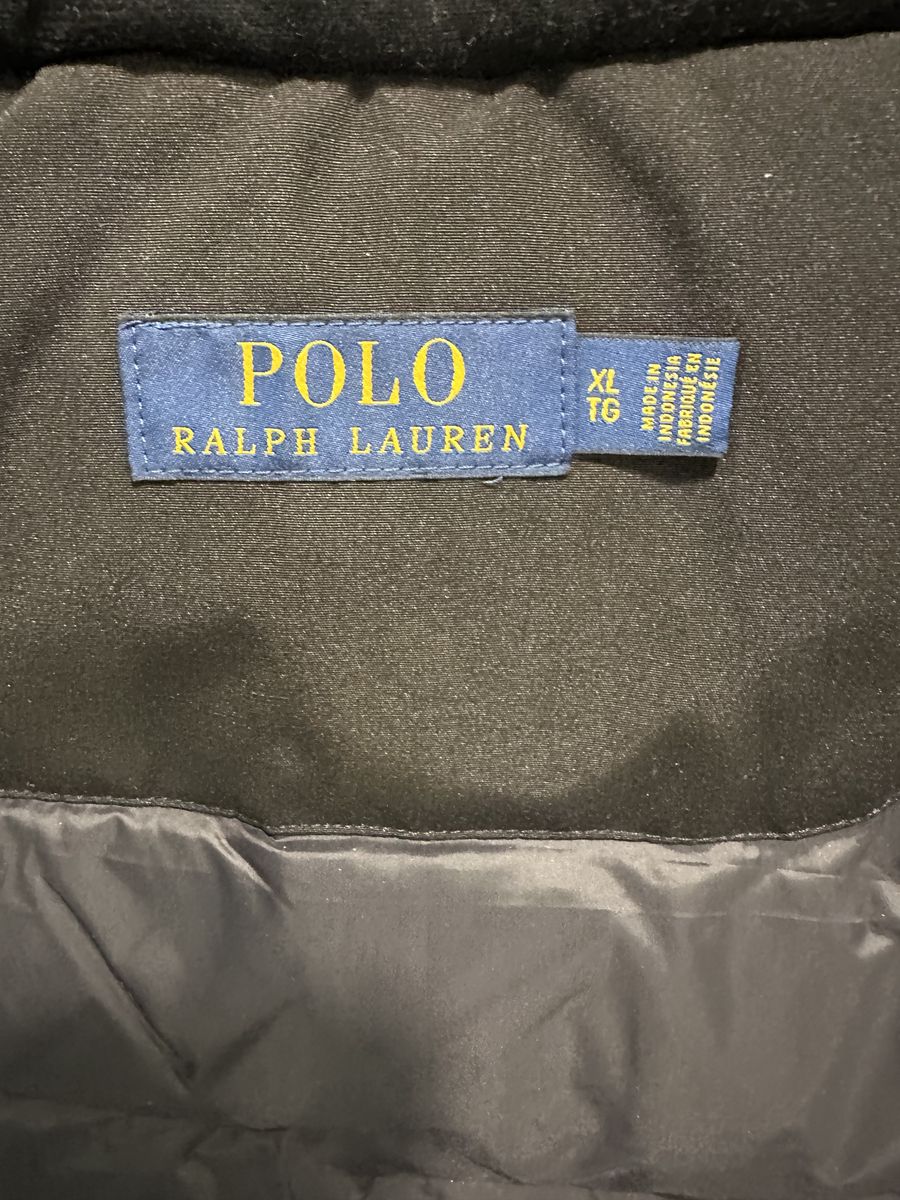 POLO
RALPH LAUREN
XL
TG
MADE IN
INDONESIA
FABRIQUÉ EN
INDONÉSIE